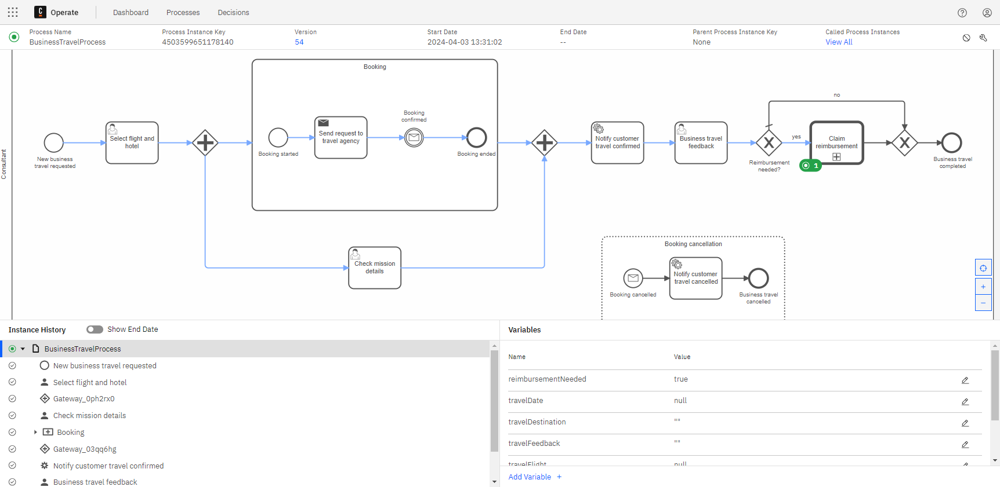 C Operate Dashboard Processes Decisions
Process Name Process Instance Key Version Start Date End Date Parent Process Instance Key Called Process Instances
BusinessTravelProcess 4503599651178140 54 2024-04-03 13:31:02 -- None View All
Consultant
Booking
no
New business
travel requested
Select flight and
hotel
Booking started
Send request to
travel agency
Booking
confirmed
Booking ended
Notify customer
travel confirmed
Business travel
feedback
Reimbursement
needed?
yes
Claim
reimbursement
1
Business travel
completed
Check mission
details
Booking cancellation
Booking cancelled
Notify customer
travel cancelled
Business travel
cancelled
+
−
Instance History Show End Date
BusinessTravelProcess
New business travel requested
Select flight and hotel
Gateway_0ph2rx0
Check mission details
Booking
Gateway_03qq6hg
Notify customer travel confirmed
Business travel feedback
Variables
Name Value
reimbursementNeeded true
travelDate null
travelDestination ""
travelFeedback ""
travelFlight null
Add Variable +